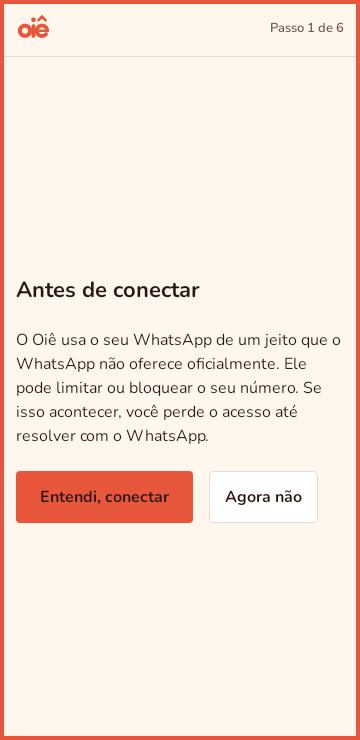 oiê
Passo 1 de 6
Antes de conectar
O Oiê usa o seu WhatsApp de um jeito que o
WhatsApp não oferece oficialmente. Ele
pode limitar ou bloquear o seu número. Se
isso acontecer, você perde o acesso até
resolver com o WhatsApp.
Entendi, conectar
Agora não